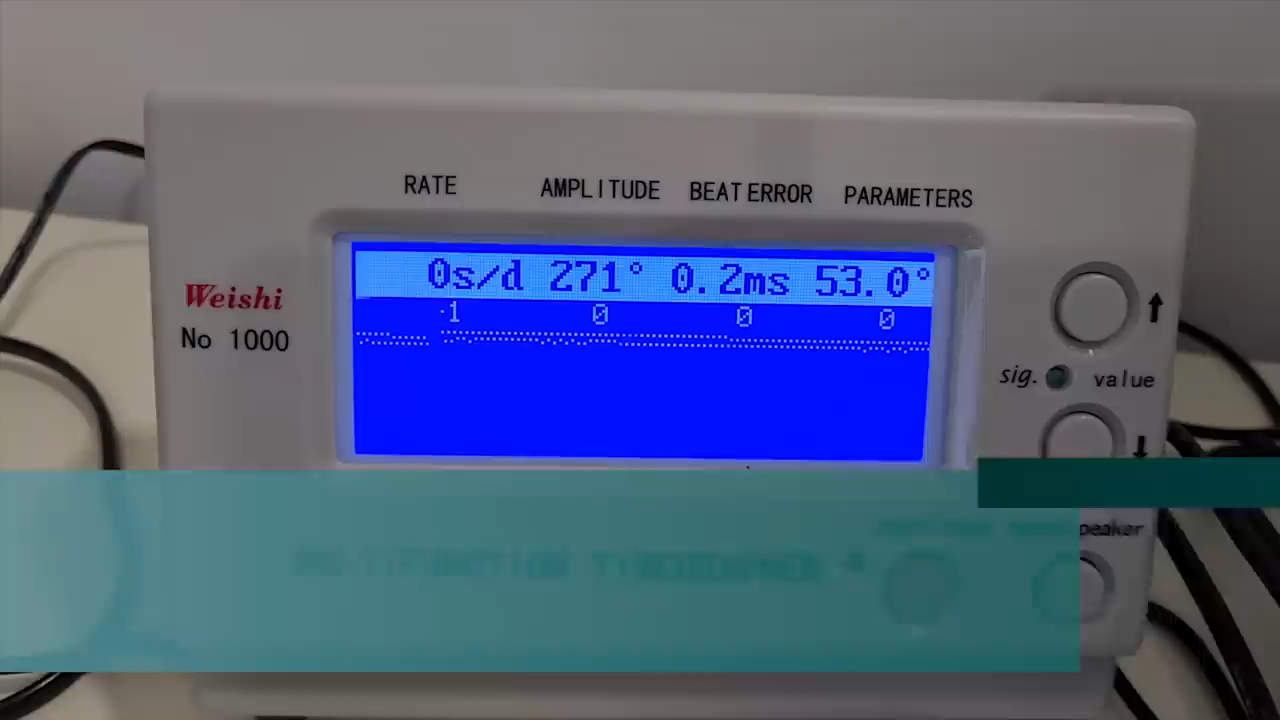 RATE AMPLITUDE BEAT ERROR PARAMETERS
0s/d 271° 0.2ms 53.0°
-1 0 0 0
Weishi
No 1000
sig. value
peaker